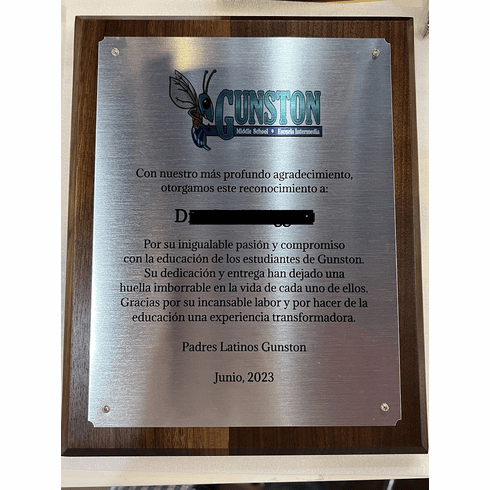 GUNSTON
Middle School • Escuela Intermedia
Con nuestro más profundo agradecimiento,
otorgamos este reconocimiento a:
Por su inigualable pasión y compromiso
con la educación de los estudiantes de Gunston.
Su dedicación y entrega han dejado una
huella imborrable en la vida de cada uno de ellos.
Gracias por su incansable labor y por hacer de la
educación una experiencia transformadora.
Padres Latinos Gunston
Junio, 2023